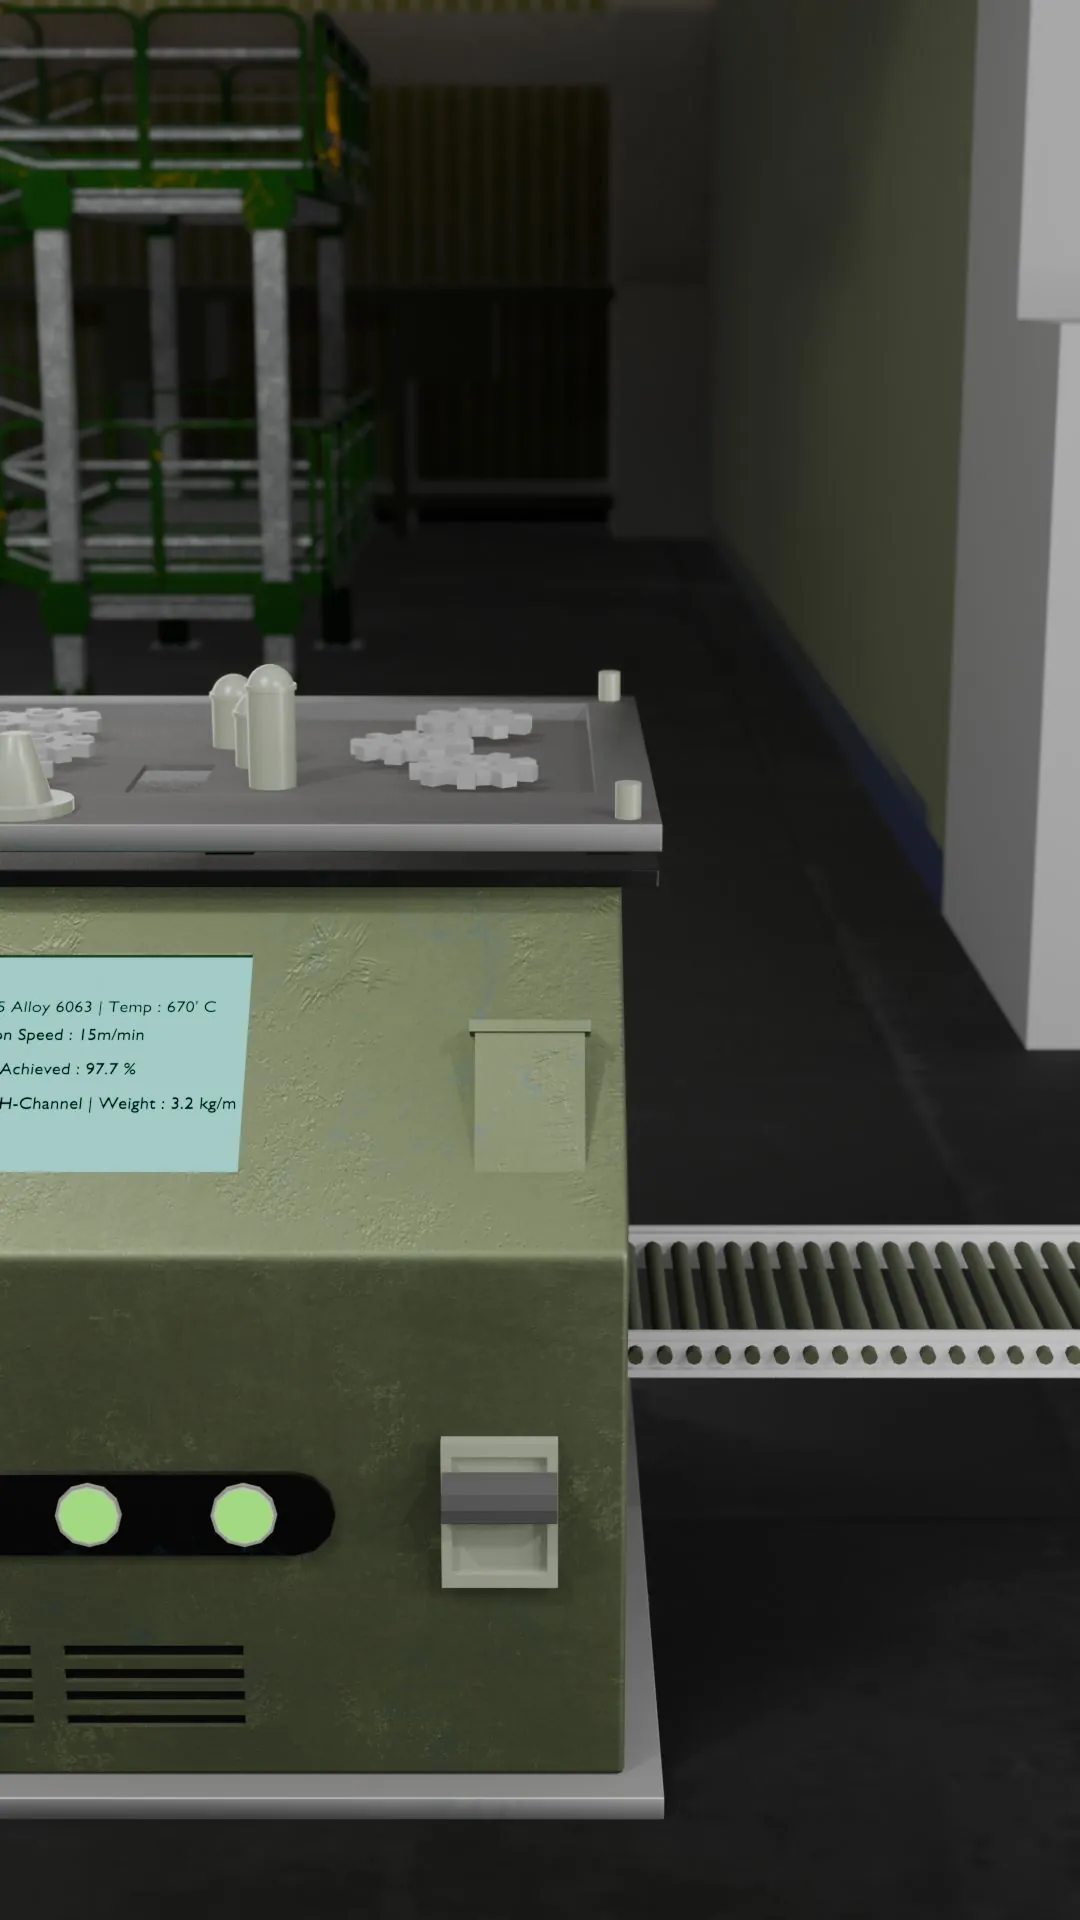 5 Alloy 6063 | Temp : 670' C
on Speed : 15m/min
Achieved : 97.7 %
H-Channel | Weight : 3.2 kg/m